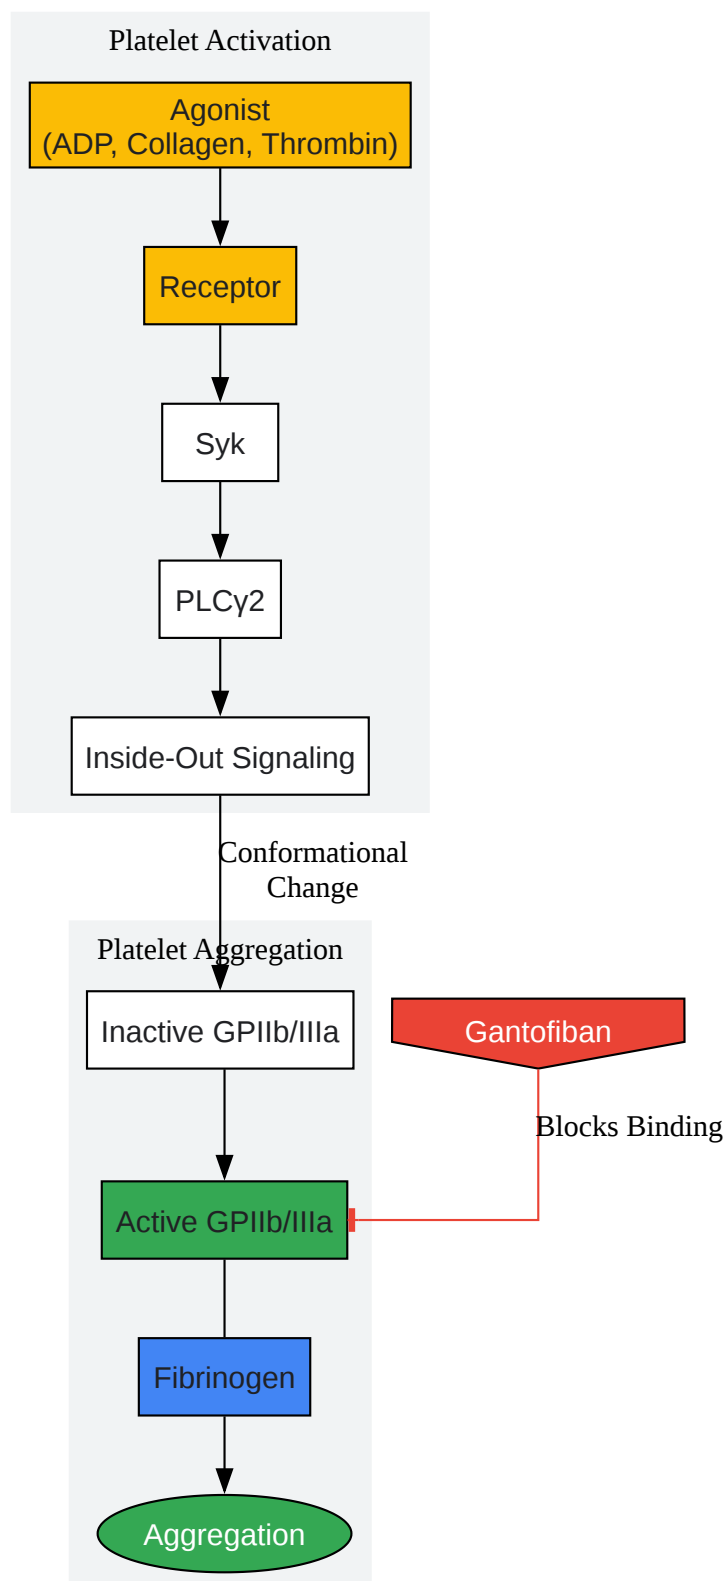 Platelet Activation
Agonist
(ADP, Collagen, Thrombin)
Receptor
Syk
PLCγ2
Inside-Out Signaling
Conformational
Change
Platelet Aggregation
Inactive GPIIb/IIIa
Gantofiban
Blocks Binding
Active GPIIb/IIIa
Fibrinogen
Aggregation